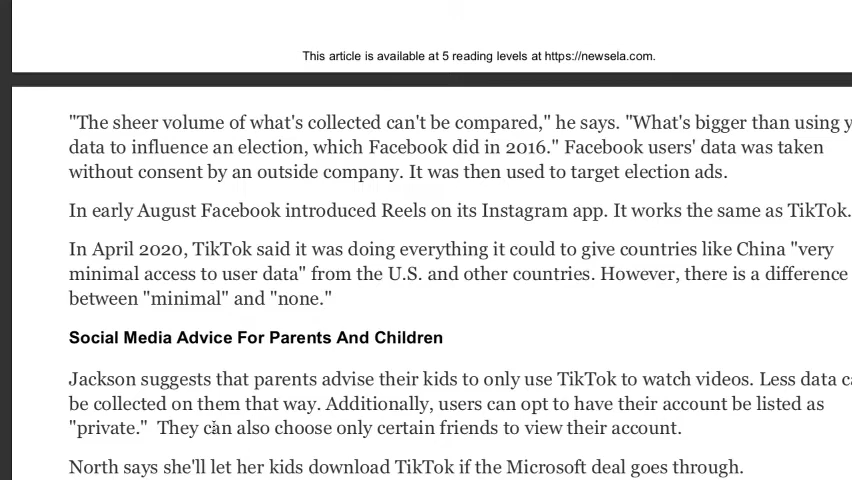 This article is available at 5 reading levels at https://newsela.com.
"The sheer volume of what's collected can't be compared," he says. "What's bigger than using
data to influence an election, which Facebook did in 2016." Facebook users' data was taken
without consent by an outside company. It was then used to target election ads.
In early August Facebook introduced Reels on its Instagram app. It works the same as TikTok.
In April 2020, TikTok said it was doing everything it could to give countries like China "very
minimal access to user data" from the U.S. and other countries. However, there is a difference
between "minimal" and "none."
Social Media Advice For Parents And Children
Jackson suggests that parents advise their kids to only use TikTok to watch videos. Less data
be collected on them that way. Additionally, users can opt to have their account be listed as
"private."  They can also choose only certain friends to view their account.
North says she'll let her kids download TikTok if the Microsoft deal goes through.